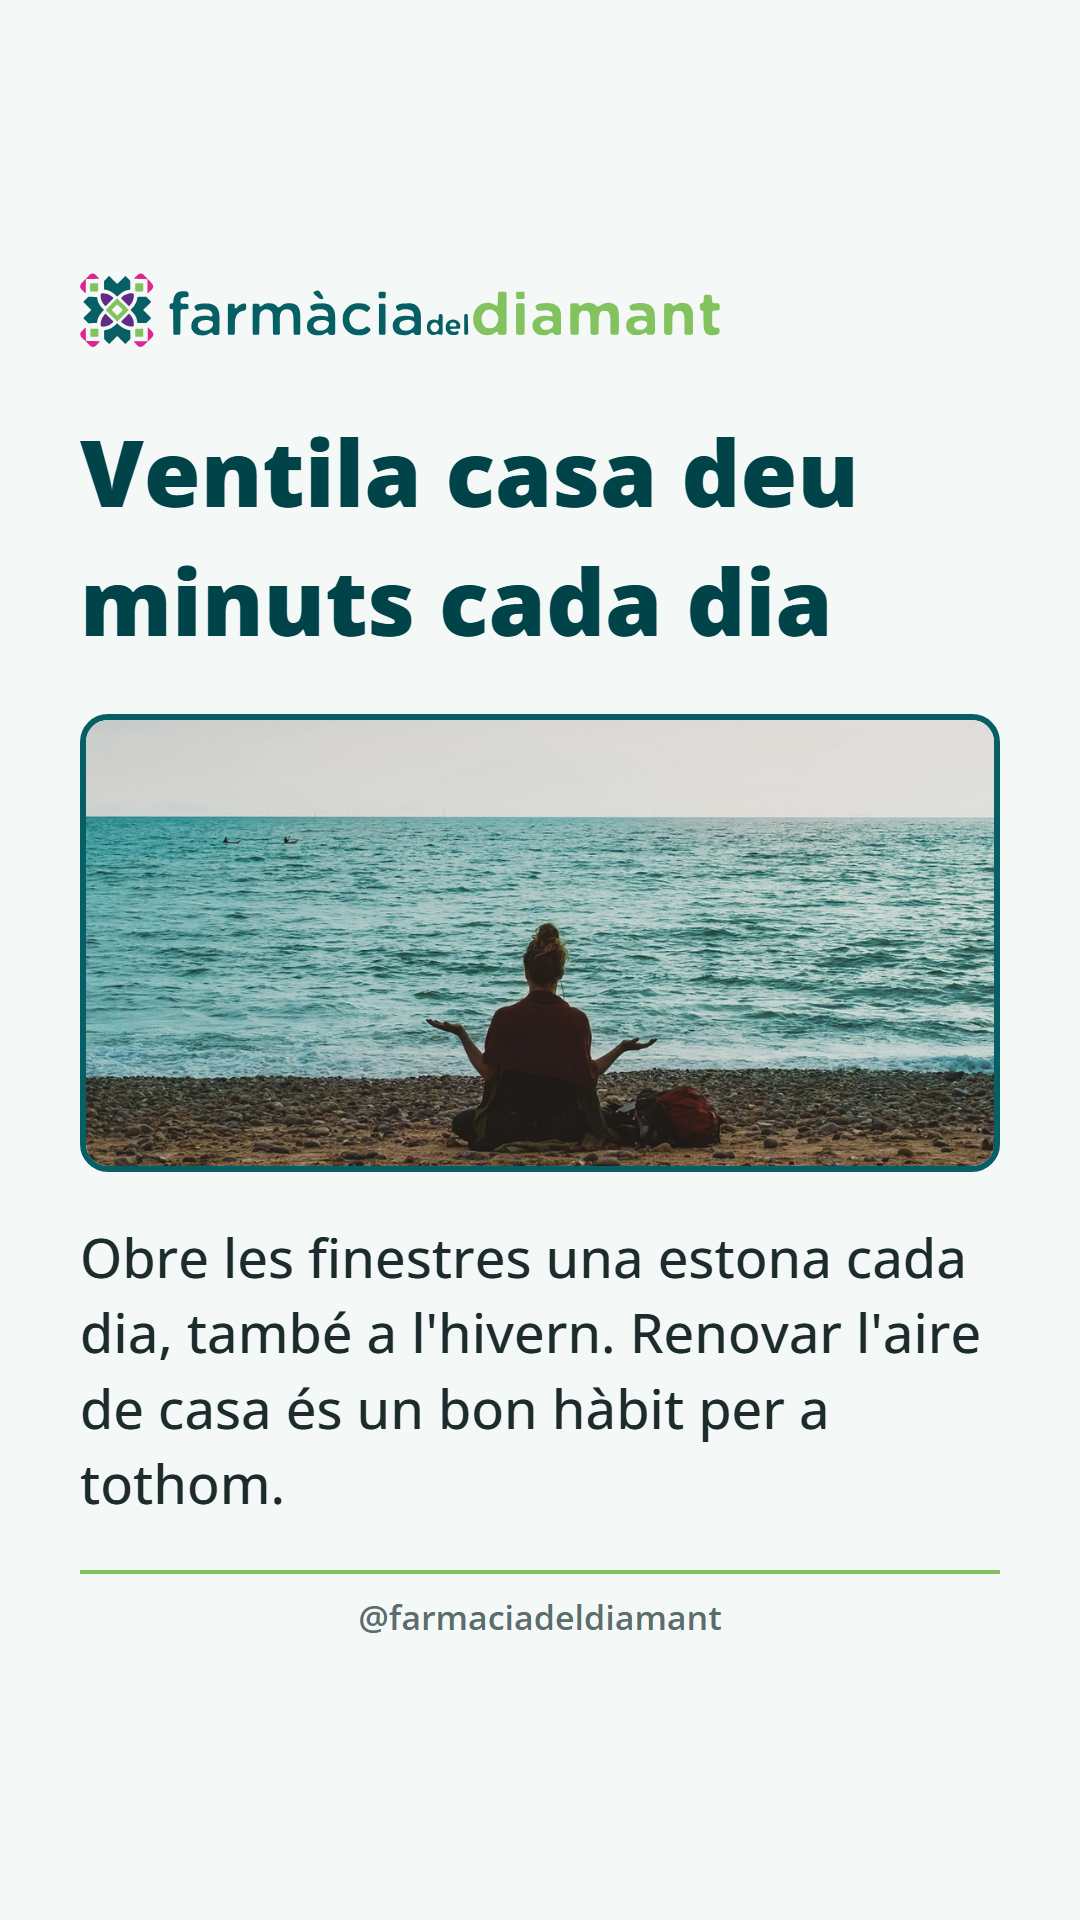 farmàciadeldiamant
Ventila casa deu
minuts cada dia
Obre les finestres una estona cada
dia, també a l'hivern. Renovar l'aire
de casa és un bon hàbit per a
tothom.
@farmaciadeldiamant